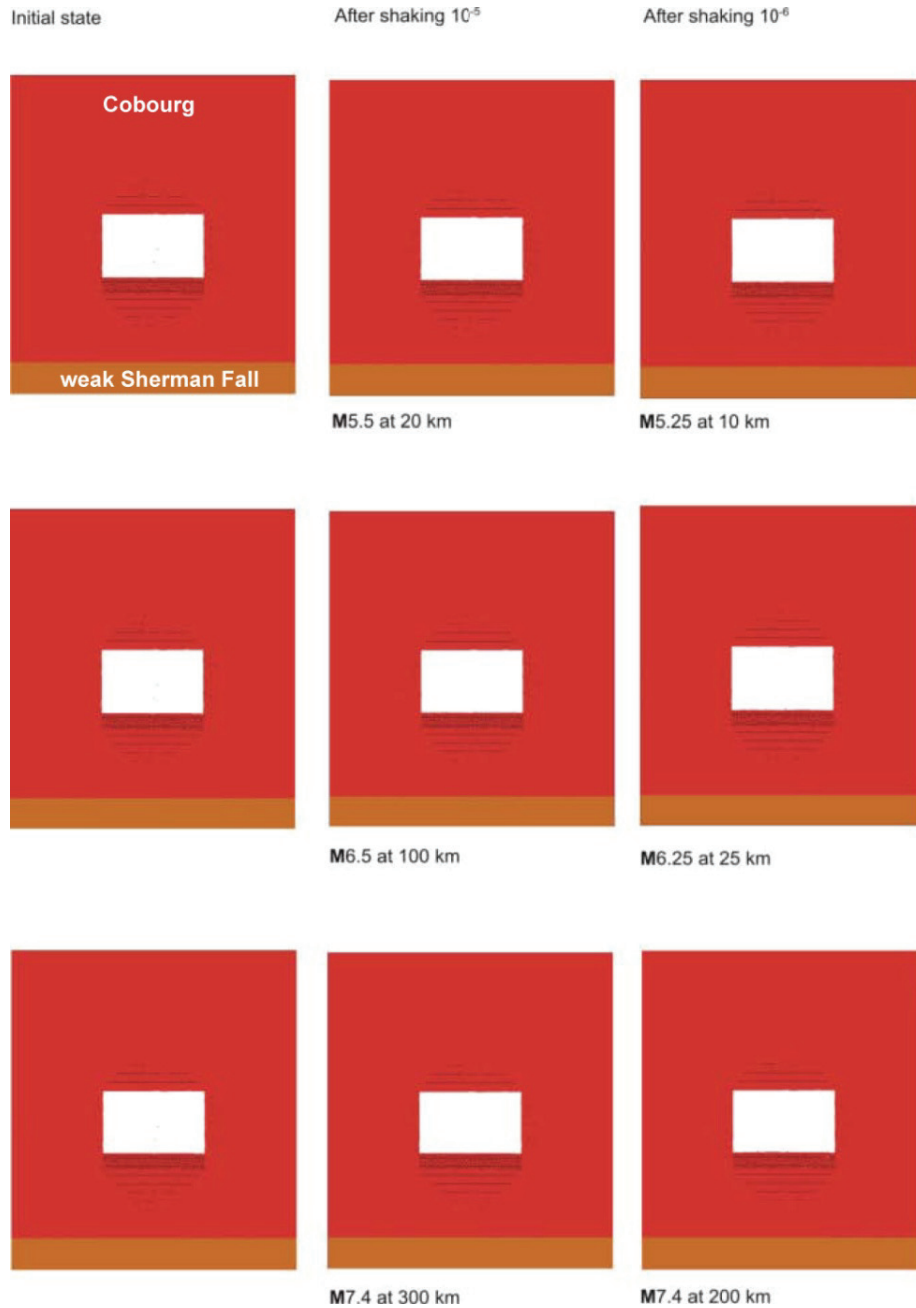 Initial state
After shaking 10-5
After shaking 10-6
Cobourg
weak Sherman Fall
M5.5 at 20 km
M5.25 at 10 km
M6.5 at 100 km
M6.25 at 25 km
M7.4 at 300 km
M7.4 at 200 km